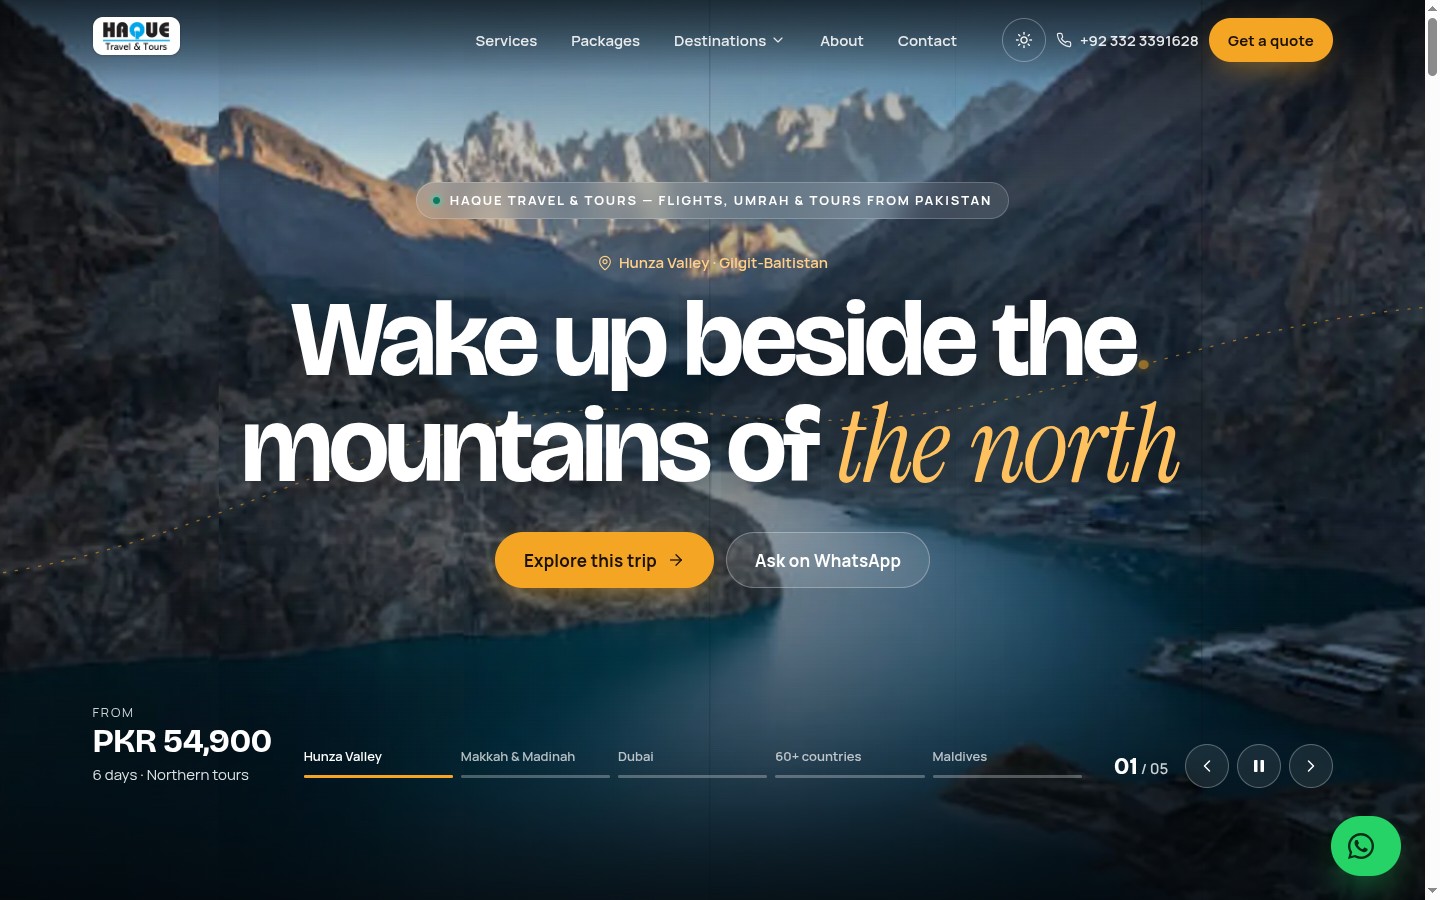 HAQUE
Travel & Tours
Services
Packages
Destinations
About
Contact
+92 332 3391628
Get a quote
HAQUE TRAVEL & TOURS — FLIGHTS, UMRAH & TOURS FROM PAKISTAN
Hunza Valley · Gilgit-Baltistan
Wake up beside the
mountains of the north
Explore this trip
Ask on WhatsApp
FROM
PKR 54,900
6 days · Northern tours
Hunza Valley
Makkah & Madinah
Dubai
60+ countries
Maldives
01 / 05